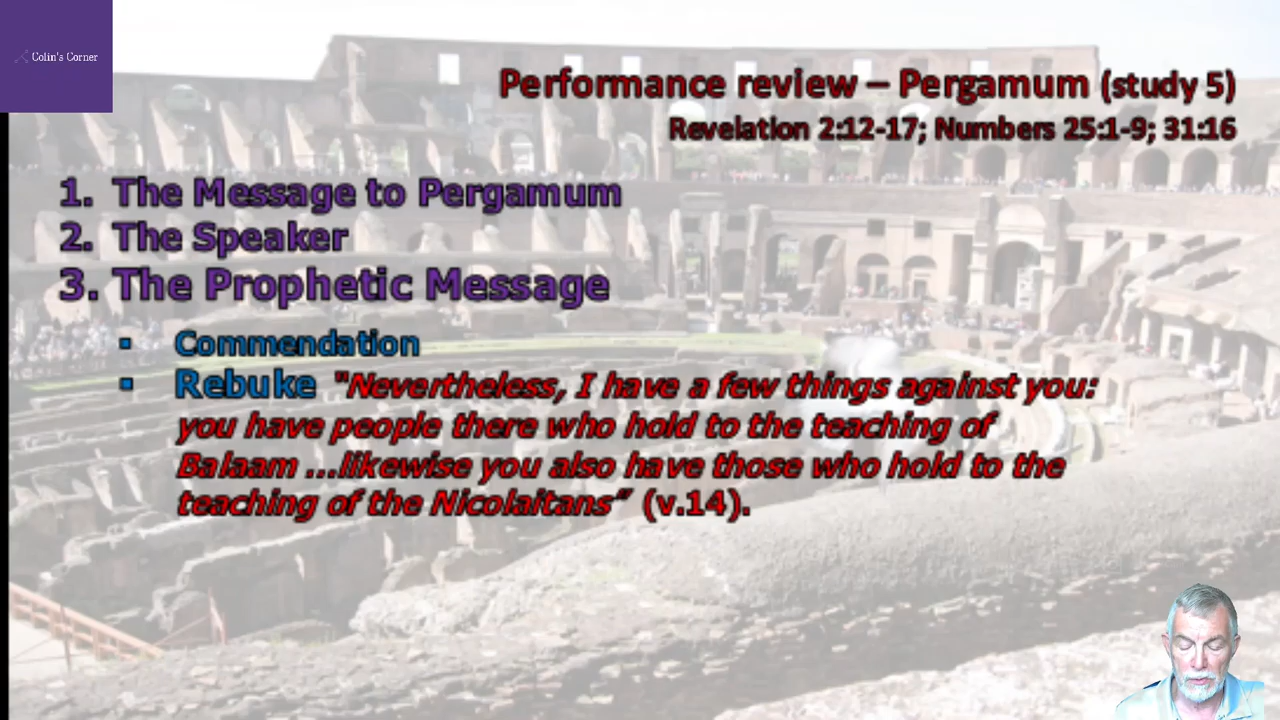 Colin's Corner
Performance review – Pergamum (study 5)
Revelation 2:12-17; Numbers 25:1-9; 31:16
1. The Message to Pergamum
2. The Speaker
3. The Prophetic Message
▪ Commendation
▪ Rebuke "Nevertheless, I have a few things against you:
you have people there who hold to the teaching of
Balaam ...likewise you also have those who hold to the
teaching of the Nicolaitans” (v.14).